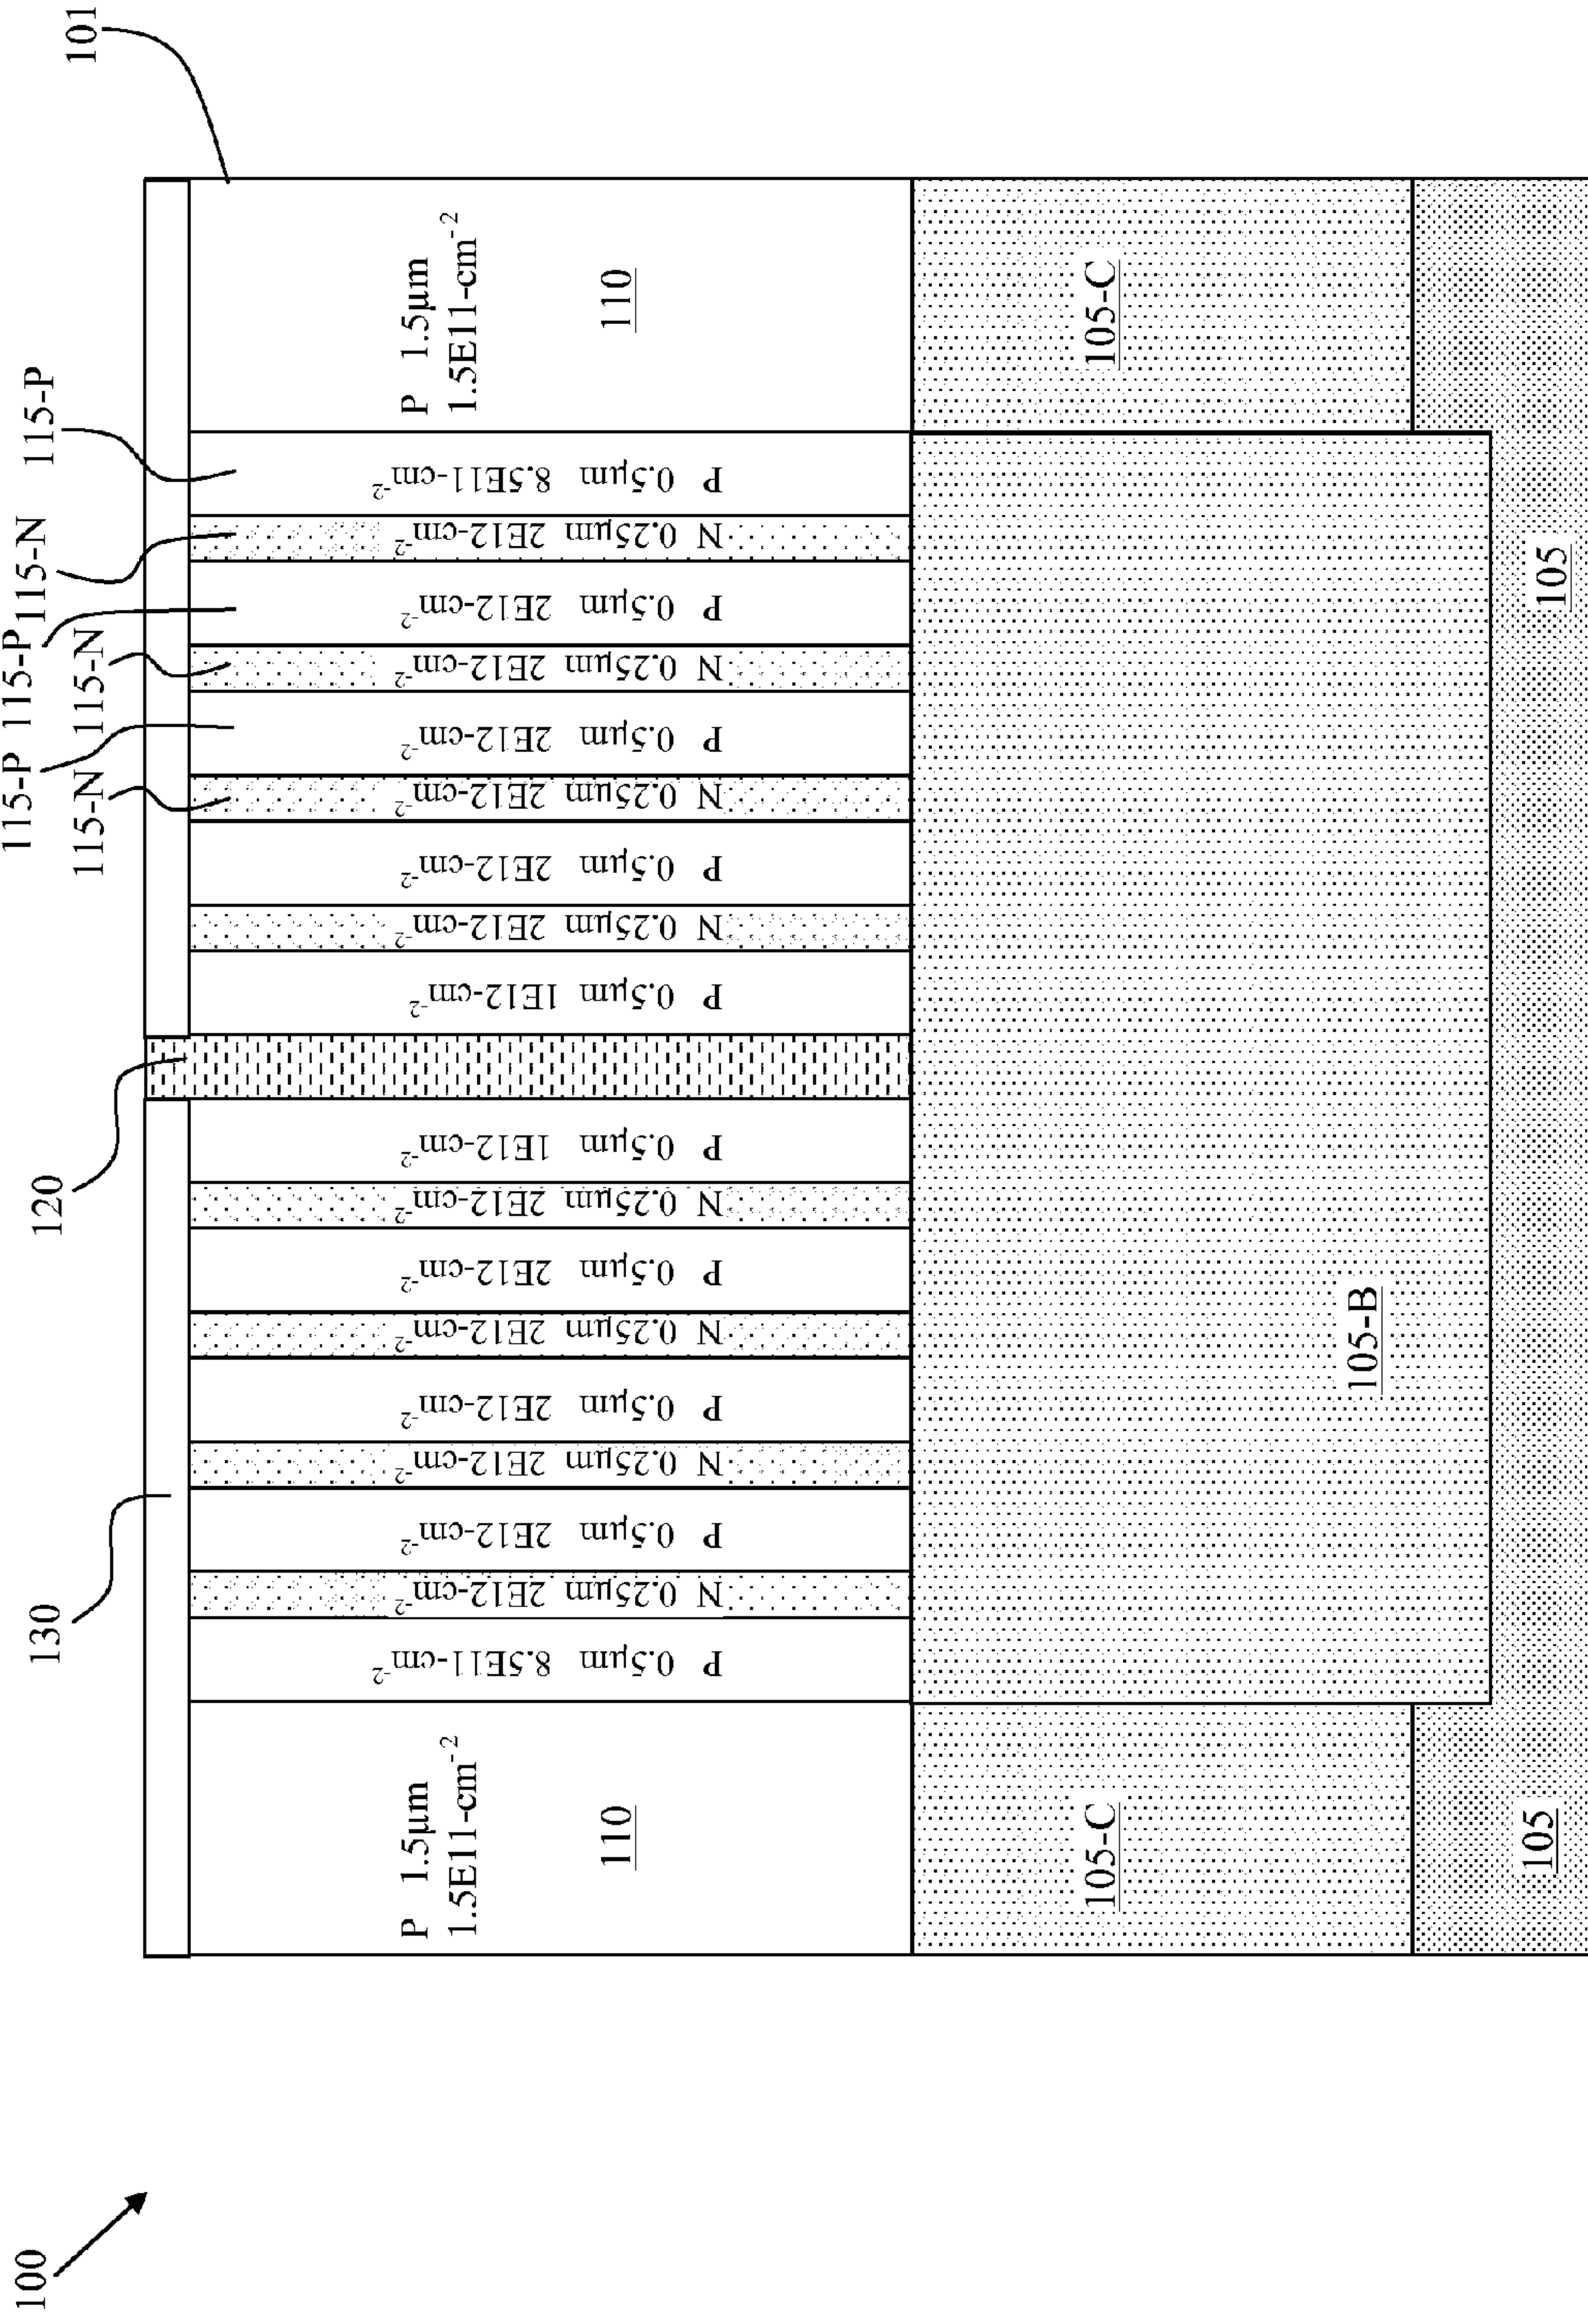 100
130
120
115-P
115-N
115-P
115-N
115-P
115-N
101
P 1.5µm
1.5E11-cm⁻²
110
P 0.5µm 8.5E11-cm⁻²
N 0.25µm 2E12-cm⁻²
P 0.5µm 2E12-cm⁻²
N 0.25µm 2E12-cm⁻²
P 0.5µm 2E12-cm⁻²
N 0.25µm 2E12-cm⁻²
P 0.5µm 2E12-cm⁻²
N 0.25µm 2E12-cm⁻²
P 0.5µm 1E12-cm⁻²
P 0.5µm 1E12-cm⁻²
N 0.25µm 2E12-cm⁻²
P 0.5µm 2E12-cm⁻²
N 0.25µm 2E12-cm⁻²
P 0.5µm 2E12-cm⁻²
N 0.25µm 2E12-cm⁻²
P 0.5µm 2E12-cm⁻²
N 0.25µm 2E12-cm⁻²
P 0.5µm 8.5E11-cm⁻²
P 1.5µm
1.5E11-cm⁻²
110
105-C
105-C
105-B
105
105